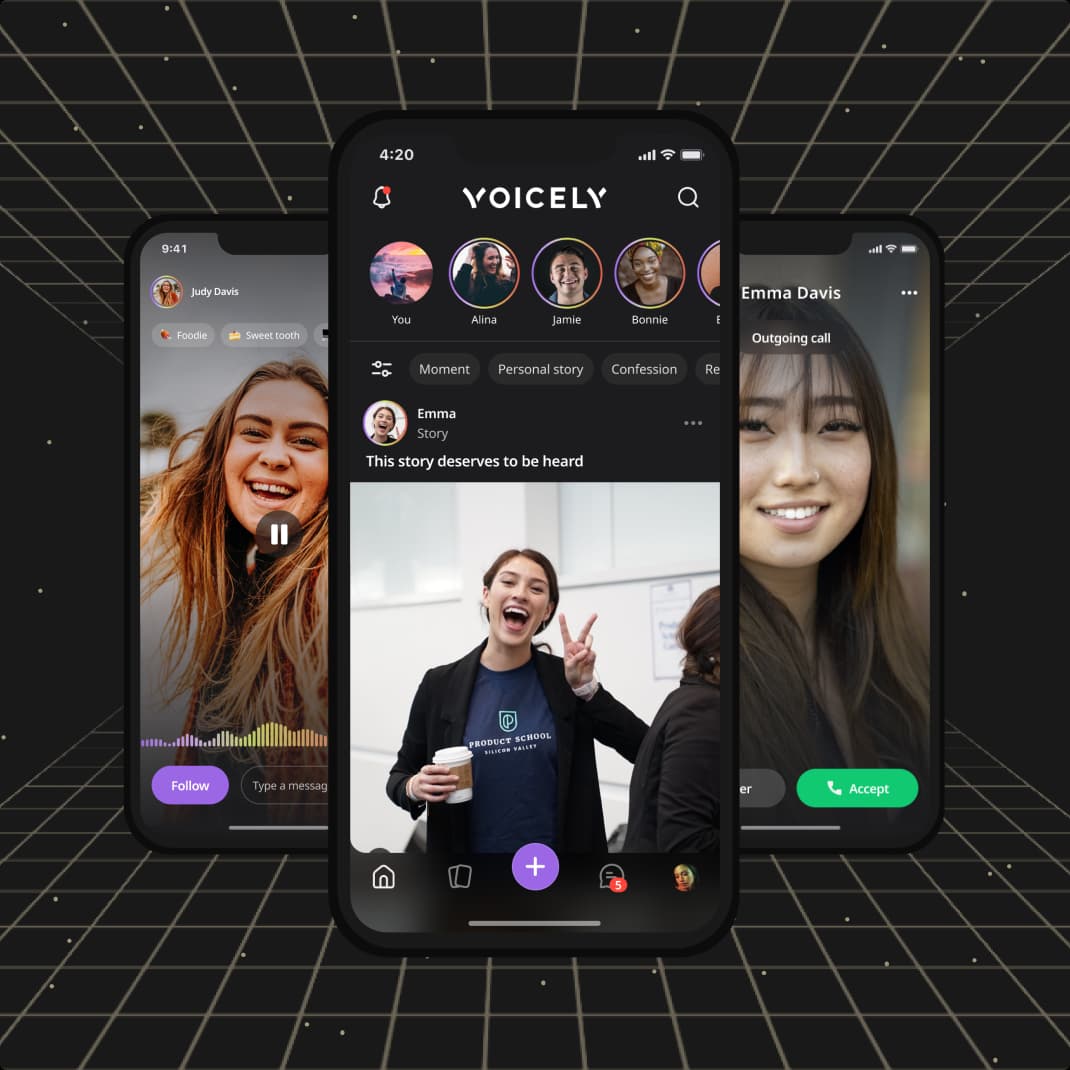 4:20
VOICELY
You
Alina
Jamie
Bonnie
Moment
Personal story
Confession
Re
Emma
Story
This story deserves to be heard
PRODUCT SCHOOL
SILICON VALLEY
5
9:41
Judy Davis
Foodie
Sweet tooth
Follow
Type a messag
Emma Davis
Outgoing call
er
Accept